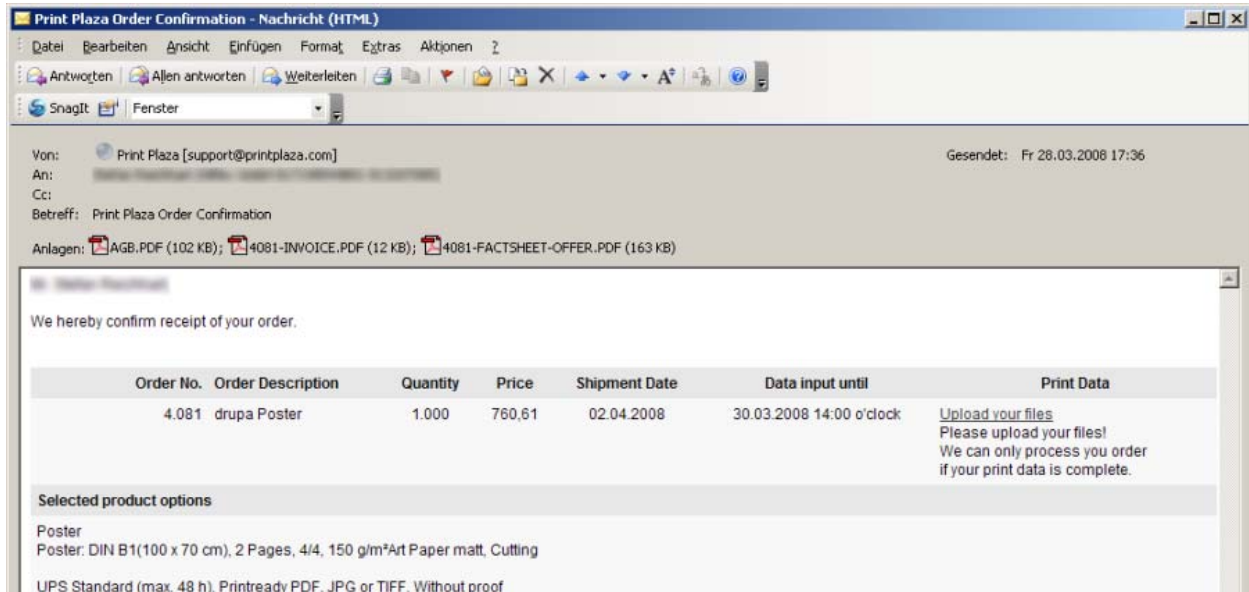 Print Plaza Order Confirmation - Nachricht (HTML)
Datei Bearbeiten Ansicht Einfügen Format Extras Aktionen ?
Antworten Allen antworten Weiterleiten
SnagIt Fenster
Von: Print Plaza [support@printplaza.com] Gesendet: Fr 28.03.2008 17:36
An:
Cc:
Betreff: Print Plaza Order Confirmation
Anlagen: AGB.PDF (102 KB); 4081-INVOICE.PDF (12 KB); 4081-FACTSHEET-OFFER.PDF (163 KB)
We hereby confirm receipt of your order.
Order No. Order Description Quantity Price Shipment Date Data input until Print Data
4.081 drupa Poster 1.000 760,61 02.04.2008 30.03.2008 14:00 o'clock Upload your files
Please upload your files!
We can only process you order
if your print data is complete.
Selected product options
Poster
Poster: DIN B1(100 x 70 cm), 2 Pages, 4/4, 150 g/m²Art Paper matt, Cutting
UPS Standard (max. 48 h), Printready PDF, JPG or TIFF, Without proof